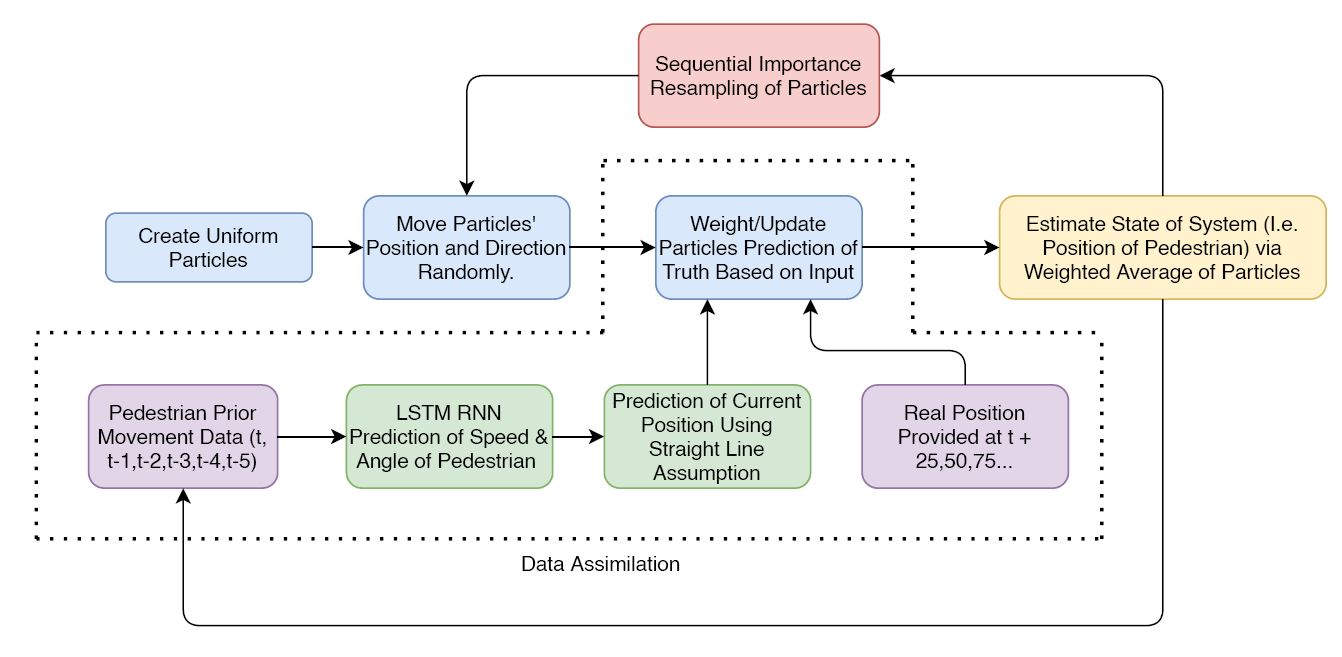 Sequential Importance
Resampling of Particles
Create Uniform
Particles
Move Particles'
Position and Direction
Randomly.
Weight/Update
Particles Prediction of
Truth Based on Input
Estimate State of System (I.e.
Position of Pedestrian) via
Weighted Average of Particles
Pedestrian Prior
Movement Data (t,
t-1,t-2,t-3,t-4,t-5)
LSTM RNN
Prediction of Speed &
Angle of Pedestrian
Prediction of Current
Position Using
Straight Line
Assumption
Real Position
Provided at t +
25,50,75...
Data Assimilation